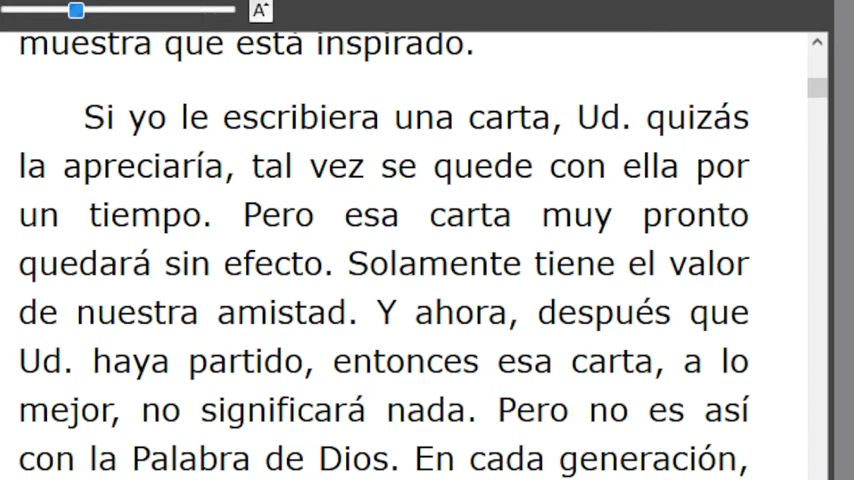 A
muestra que está inspirado.
Si yo le escribiera una carta, Ud. quizás
la apreciaría, tal vez se quede con ella por
un tiempo. Pero esa carta muy pronto
quedará sin efecto. Solamente tiene el valor
de nuestra amistad. Y ahora, después que
Ud. haya partido, entonces esa carta, a lo
mejor, no significará nada. Pero no es así
con la Palabra de Dios. En cada generación,